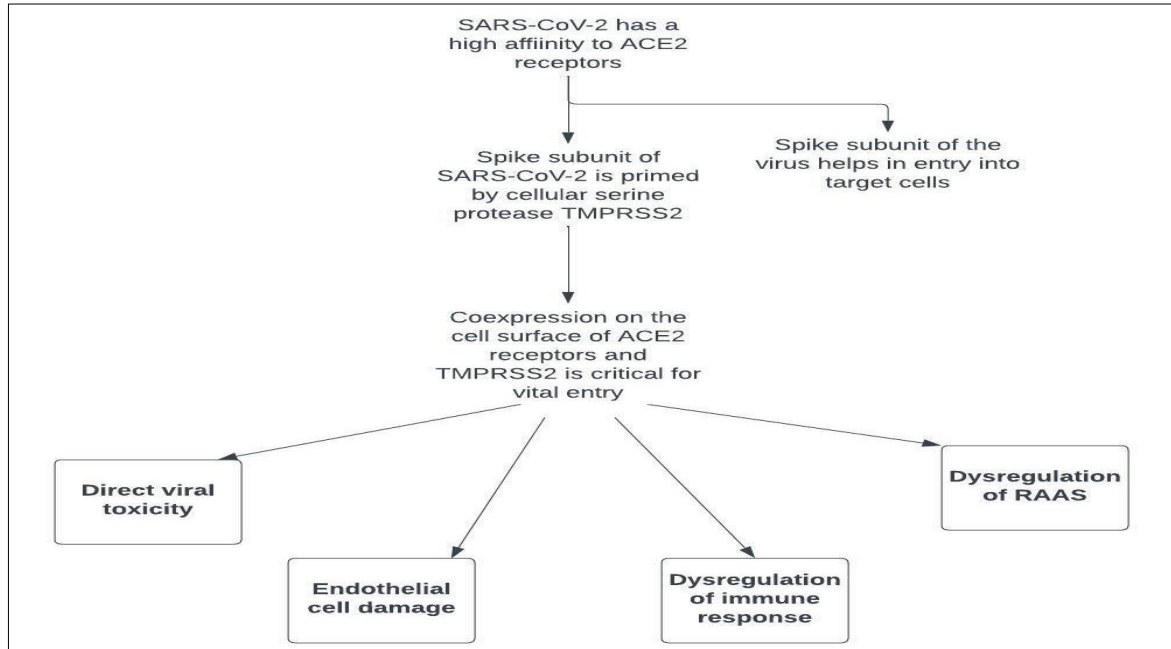 SARS-CoV-2 has a
high affiinity to ACE2
receptors
Spike subunit of
SARS-CoV-2 is primed
by cellular serine
protease TMPRSS2
Spike subunit of the
virus helps in entry into
target cells
Coexpression on the
cell surface of ACE2
receptors and
TMPRSS2 is critical for
vital entry
Direct viral
toxicity
Endothelial
cell damage
Dysregulation
of immune
response
Dysregulation
of RAAS